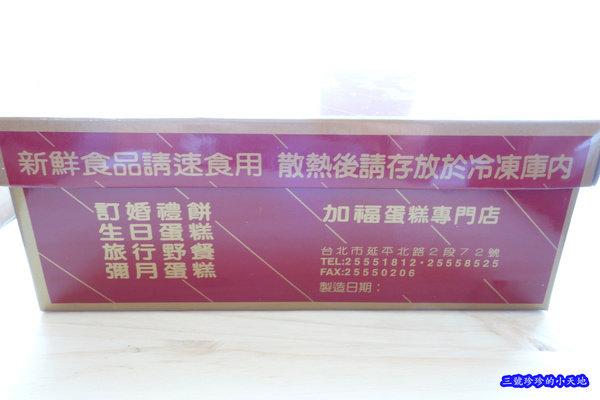 新鮮食品請速食用 散熱後請存放於冷凍庫內
訂婚禮餅
生日蛋糕
旅行野餐
彌月蛋糕
加福蛋糕專門店
台北市延平北路2段72號
TEL:25551812・25558525
FAX:25550206
製造日期：
三號珍珍的小天地